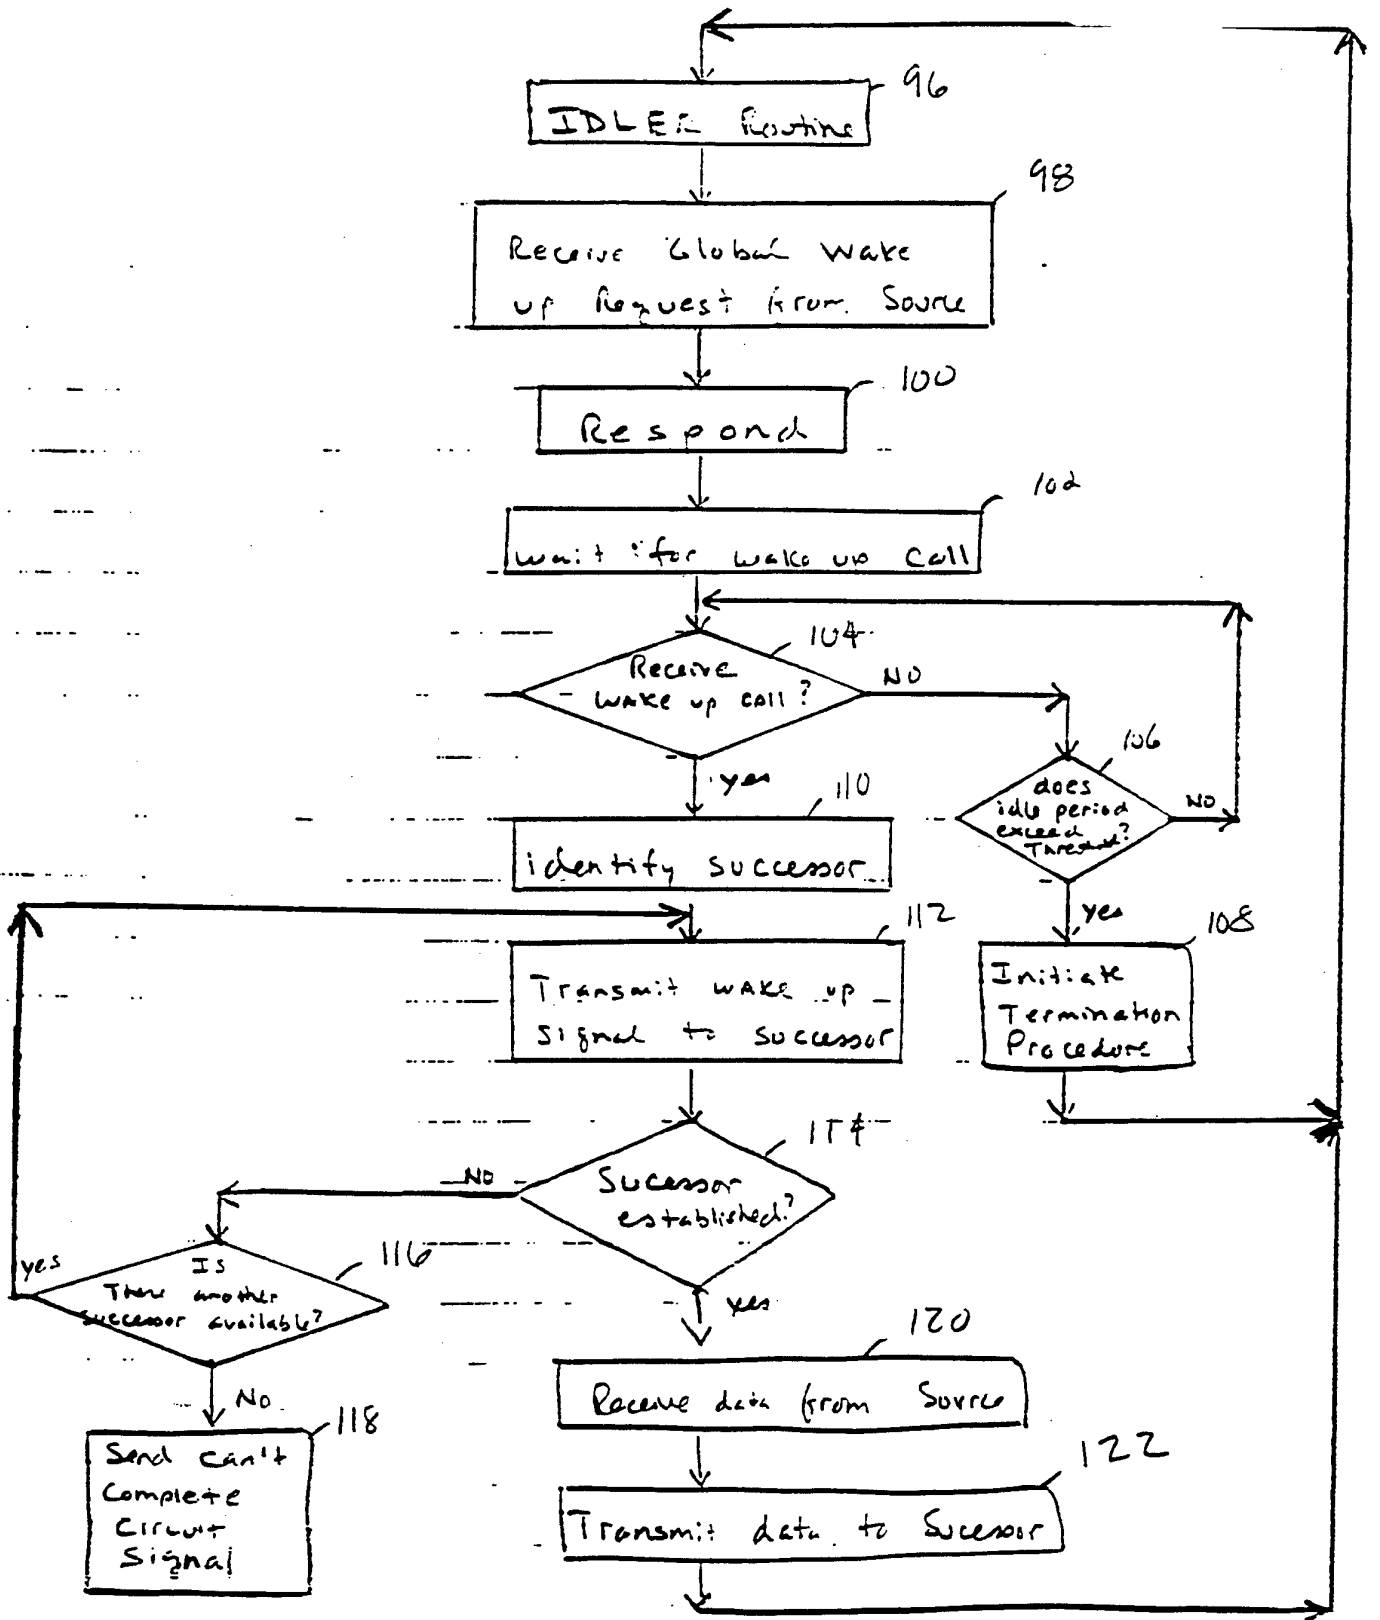 96
IDLER Routine
98
Receive Global Wake
up Request from Source
100
Respond
102
Wait for wake up call
104
Receive
wake up call?
NO
yes
106
does
idle period
exceed
Threshold?
NO
yes
110
identify successor
112
Transmit wake up
signal to successor
108
Initiate
Termination
Procedure
114
Sucessor
established?
NO
yes
116
Is
There another
successor available?
yes
No
118
Send can't
Complete
Circuit
Signal
120
Receive data from Source
122
Transmit data to Sucessor